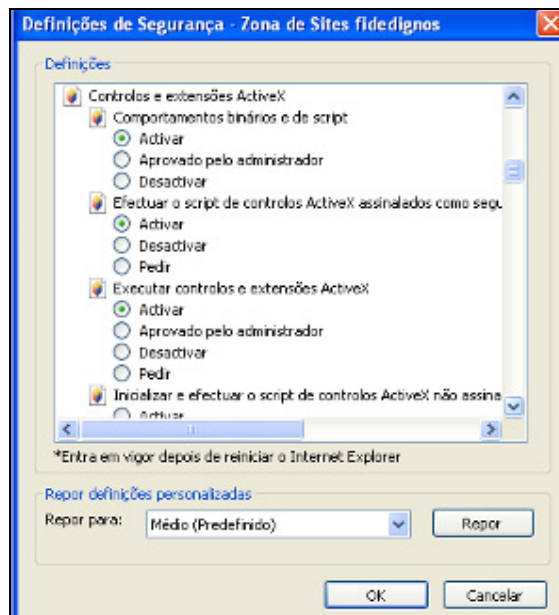 Definições de Segurança - Zona de Sites fidedignos
Definições
Controlos e extensões ActiveX
Comportamentos binários e de script
Activar
Aprovado pelo administrador
Desactivar
Efectuar o script de controlos ActiveX assinalados como segu
Activar
Desactivar
Pedir
Executar controlos e extensões ActiveX
Activar
Aprovado pelo administrador
Desactivar
Pedir
Inicializar e efectuar o script de controlos ActiveX não assina
Activar
*Entra em vigor depois de reiniciar o Internet Explorer
Repor definições personalizadas
Repor para: Médio (Predefinido) Repor
OK Cancelar